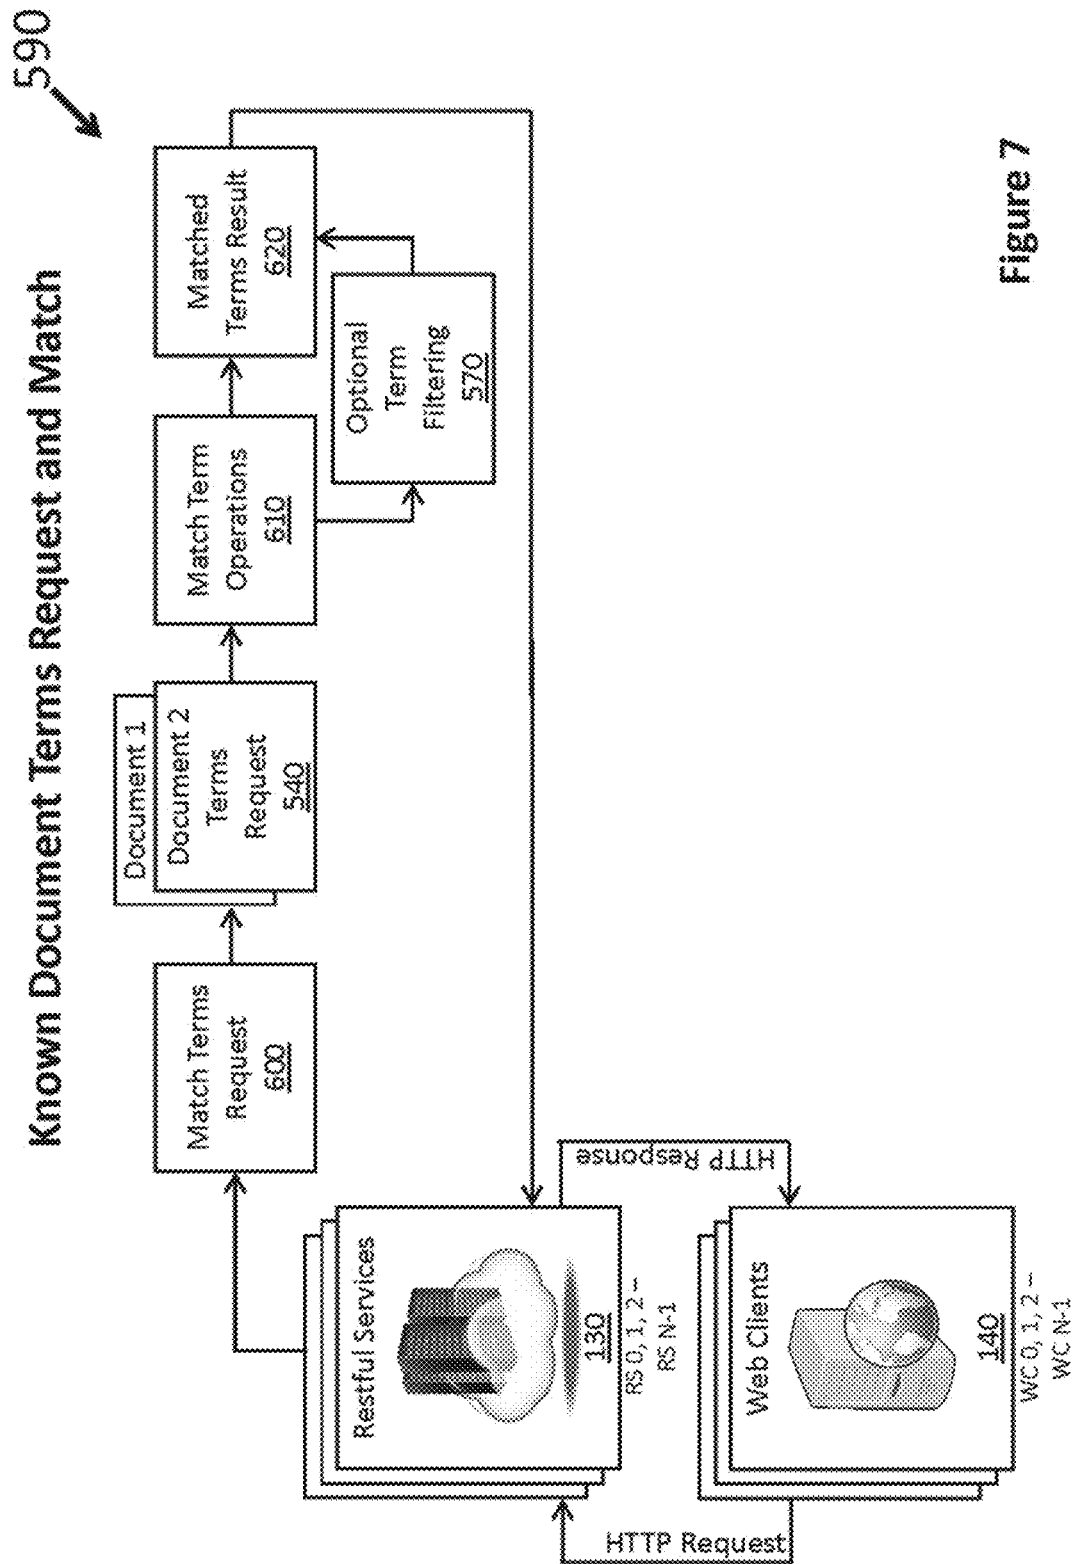 590
Known Document Terms Request and Match
Match Terms
Request
600
Document 1
Document 2
Terms
Request
540
Match Term
Operations
610
Matched
Terms Result
620
Optional
Term
Filtering
570
Restful Services
130
RS 0, 1, 2 –
RS N-1
HTTP Response
HTTP Request
Web Clients
140
WC 0, 1, 2 –
WC N-1
Figure 7